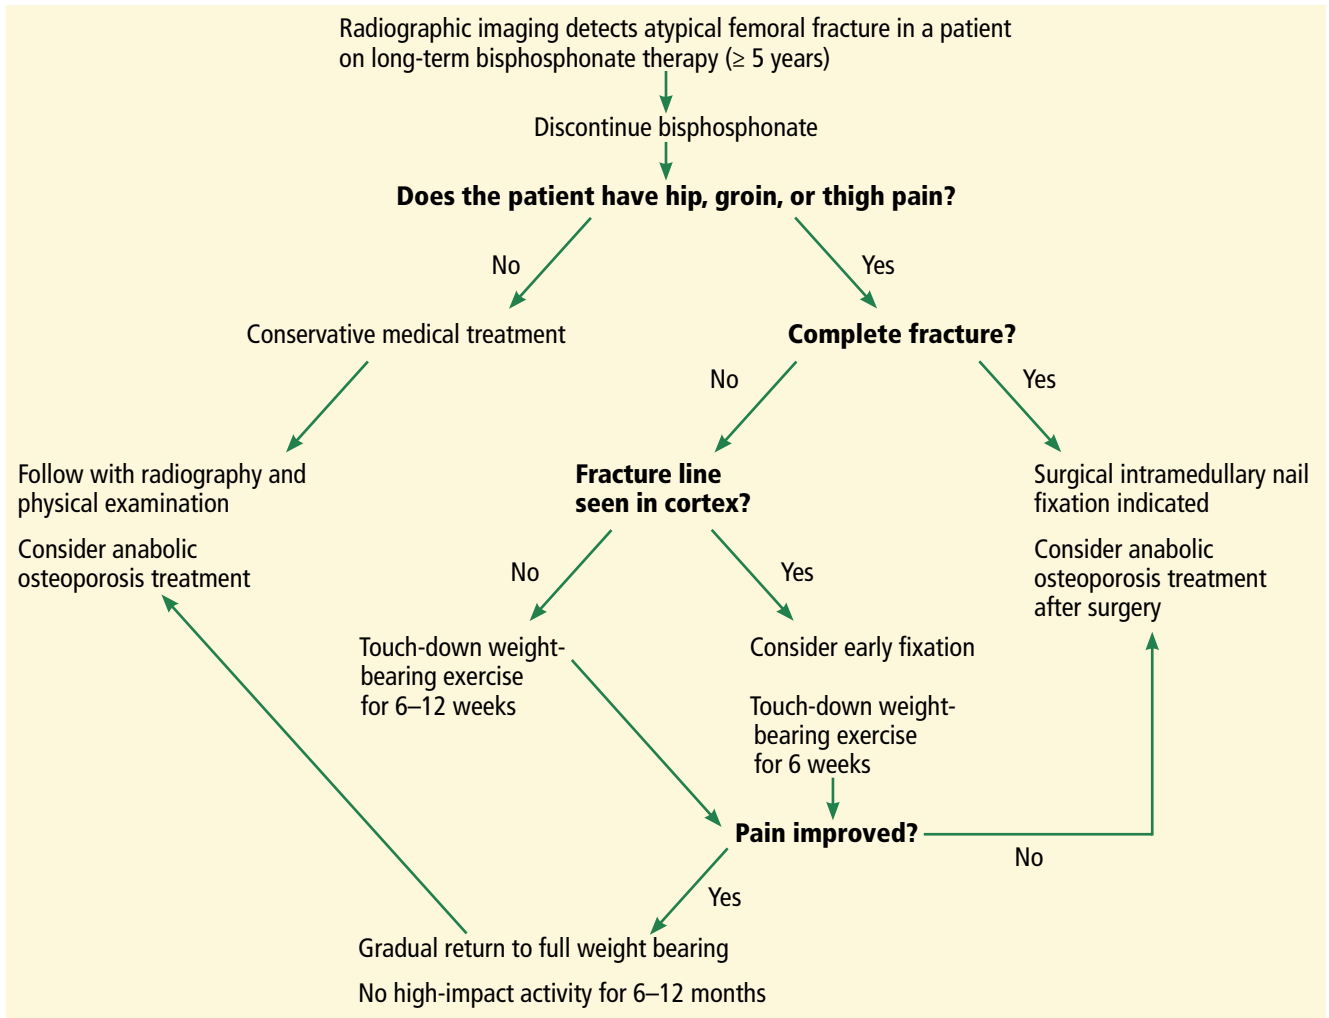 Radiographic imaging detects atypical femoral fracture in a patient
on long-term bisphosphonate therapy (≥ 5 years)
Discontinue bisphosphonate
Does the patient have hip, groin, or thigh pain?
No
Yes
Conservative medical treatment
Complete fracture?
No
Yes
Follow with radiography and
physical examination
Consider anabolic
osteoporosis treatment
Fracture line
seen in cortex?
Surgical intramedullary nail
fixation indicated
Consider anabolic
osteoporosis treatment
after surgery
No
Yes
Touch-down weight-
bearing exercise
for 6–12 weeks
Consider early fixation
Touch-down weight-
bearing exercise
for 6 weeks
Pain improved?
No
Yes
Gradual return to full weight bearing
No high-impact activity for 6–12 months